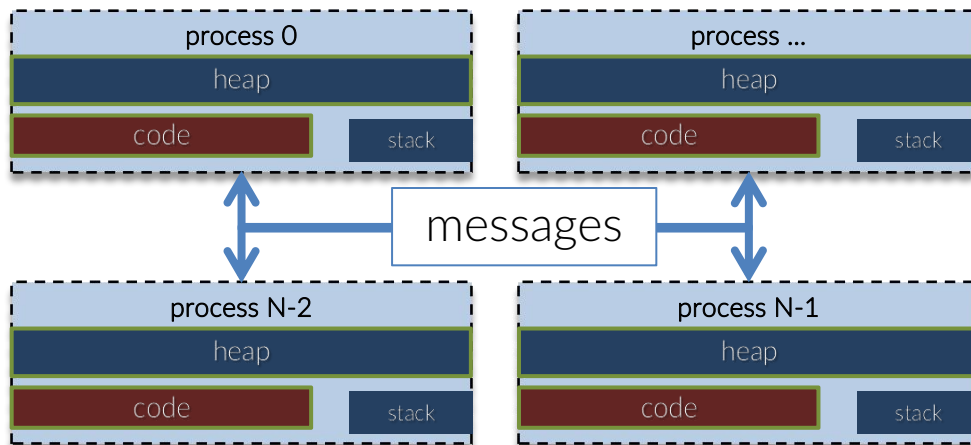 process 0
heap
code
stack
process ...
heap
code
stack
messages
process N-2
heap
code
stack
process N-1
heap
code
stack